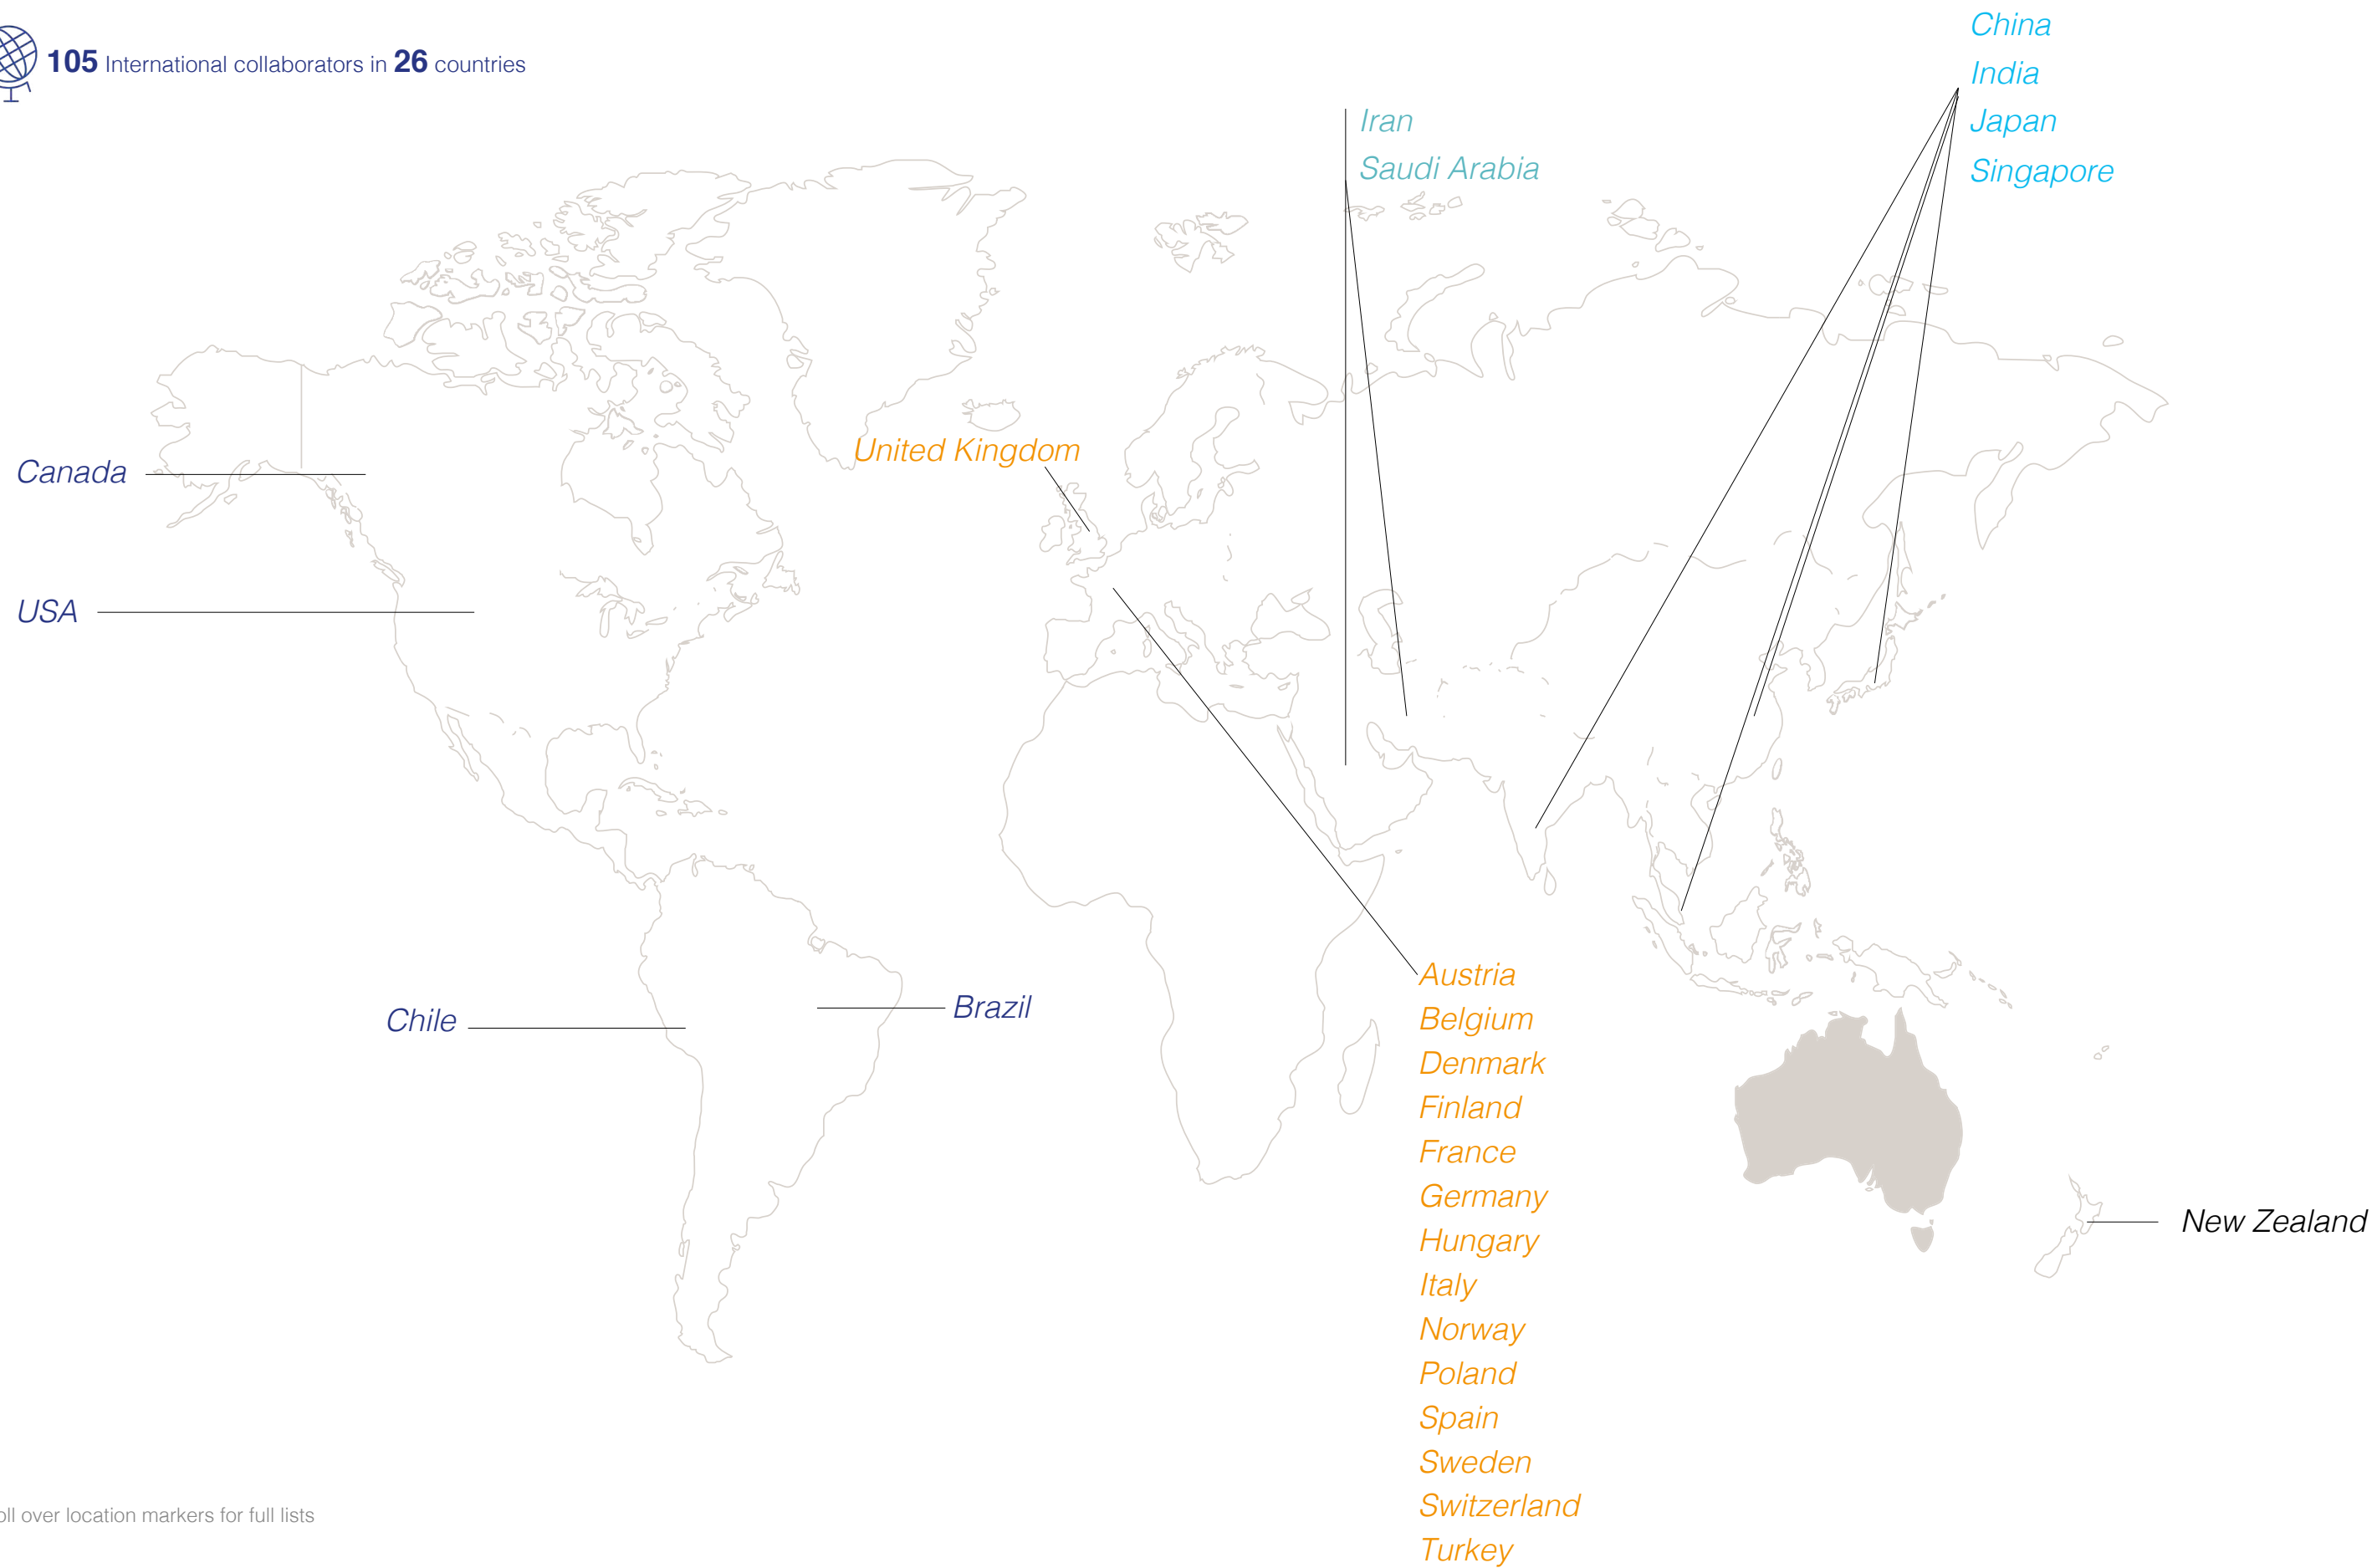 105 International collaborators in 26 countries
China
India
Japan
Singapore
Iran
Saudi Arabia
United Kingdom
Canada
USA
Austria
Belgium
Denmark
Finland
France
Germany
Hungary
Italy
Norway
Poland
Spain
Sweden
Switzerland
Turkey
Chile
Brazil
New Zealand
oll over location markers for full lists